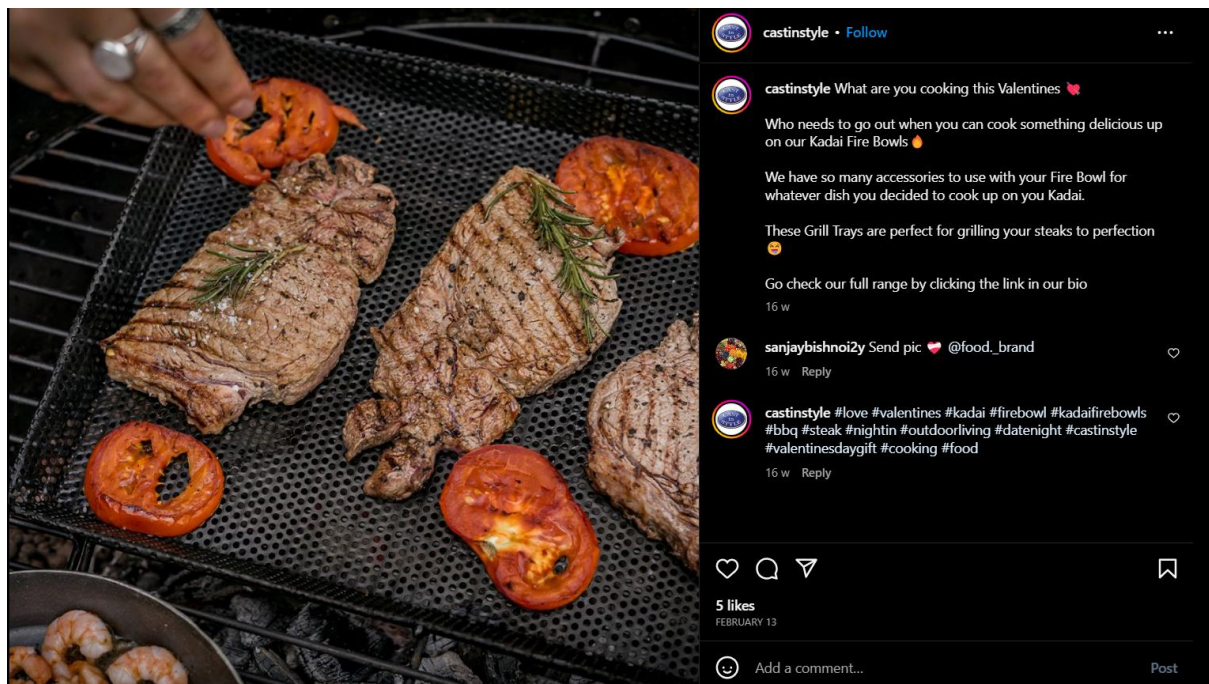 castinstyle • Follow
castinstyle What are you cooking this Valentines 💘
Who needs to go out when you can cook something delicious up
on our Kadai Fire Bowls🔥
We have so many accessories to use with your Fire Bowl for
whatever dish you decided to cook up on you Kadai.
These Grill Trays are perfect for grilling your steaks to perfection
😆
Go check our full range by clicking the link in our bio
16 w
sanjaybishnoi2y Send pic ❤️ @food._brand
16 w Reply
castinstyle #love #valentines #kadai #firebowl #kadaifirebowls
#bbq #steak #nightin #outdoorliving #datenight #castinstyle
#valentinesdaygift #cooking #food
16 w Reply
5 likes
FEBRUARY 13
Add a comment...
Post